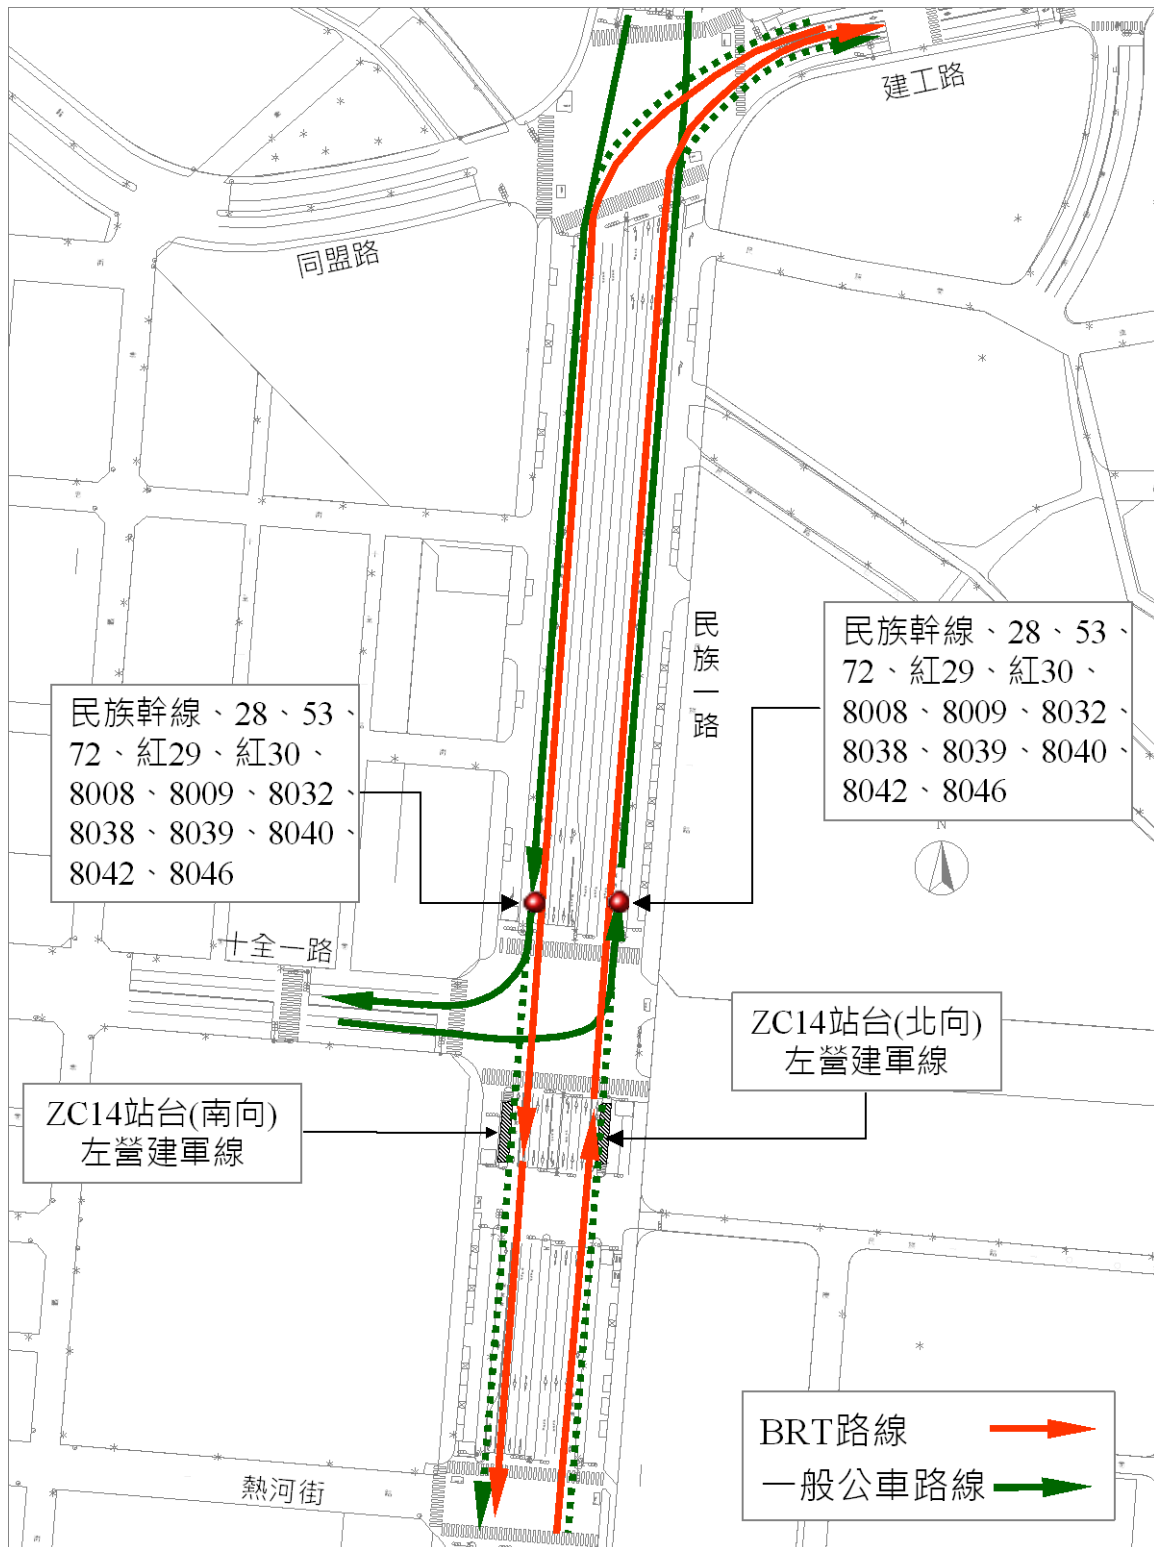 建工路
同盟路
民族一路
民族幹線、28、53、
72、紅29、紅30、
8008、8009、8032、
8038、8039、8040、
8042、8046
民族幹線、28、53、
72、紅29、紅30、
8008、8009、8032、
8038、8039、8040、
8042、8046
N
十全一路
ZC14站台(北向)
左營建軍線
ZC14站台(南向)
左營建軍線
BRT路線
一般公車路線
熱河街